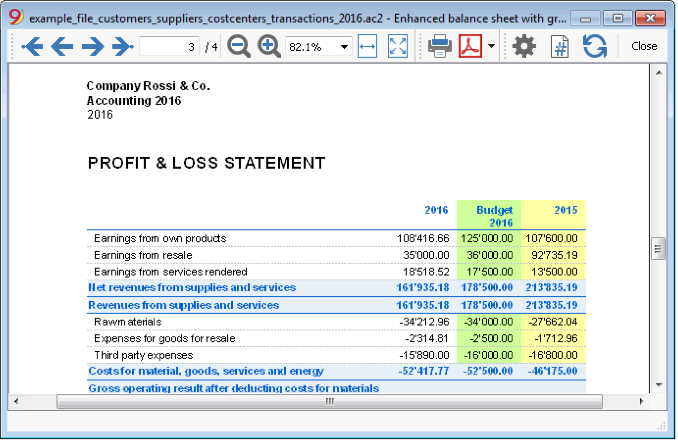 example_file_customers_suppliers_costcenters_transactions_2016.ac2 - Enhanced balance sheet with gr...
3 / 4 82.1% Close
Company Rossi & Co.
Accounting 2016
2016
PROFIT & LOSS STATEMENT
2016 Budget 2016 2015
Earnings from own products 108'416.66 125'000.00 107'600.00
Earnings from resale 35'000.00 36'000.00 92'735.19
Earnings from services rendered 18'518.52 17'500.00 13'500.00
Net revenues from supplies and services 161'935.18 178'500.00 213'835.19
Revenues from supplies and services 161'935.18 178'500.00 213'835.19
Raw materials -34'212.96 -34'000.00 -27'662.04
Expenses for goods for resale -2'314.81 -2'500.00 -1'712.96
Third party expenses -15'890.00 -16'000.00 -16'800.00
Costs for material, goods, services and energy -52'417.77 -52'500.00 -46'175.00
Gross operating result after deducting costs for materials